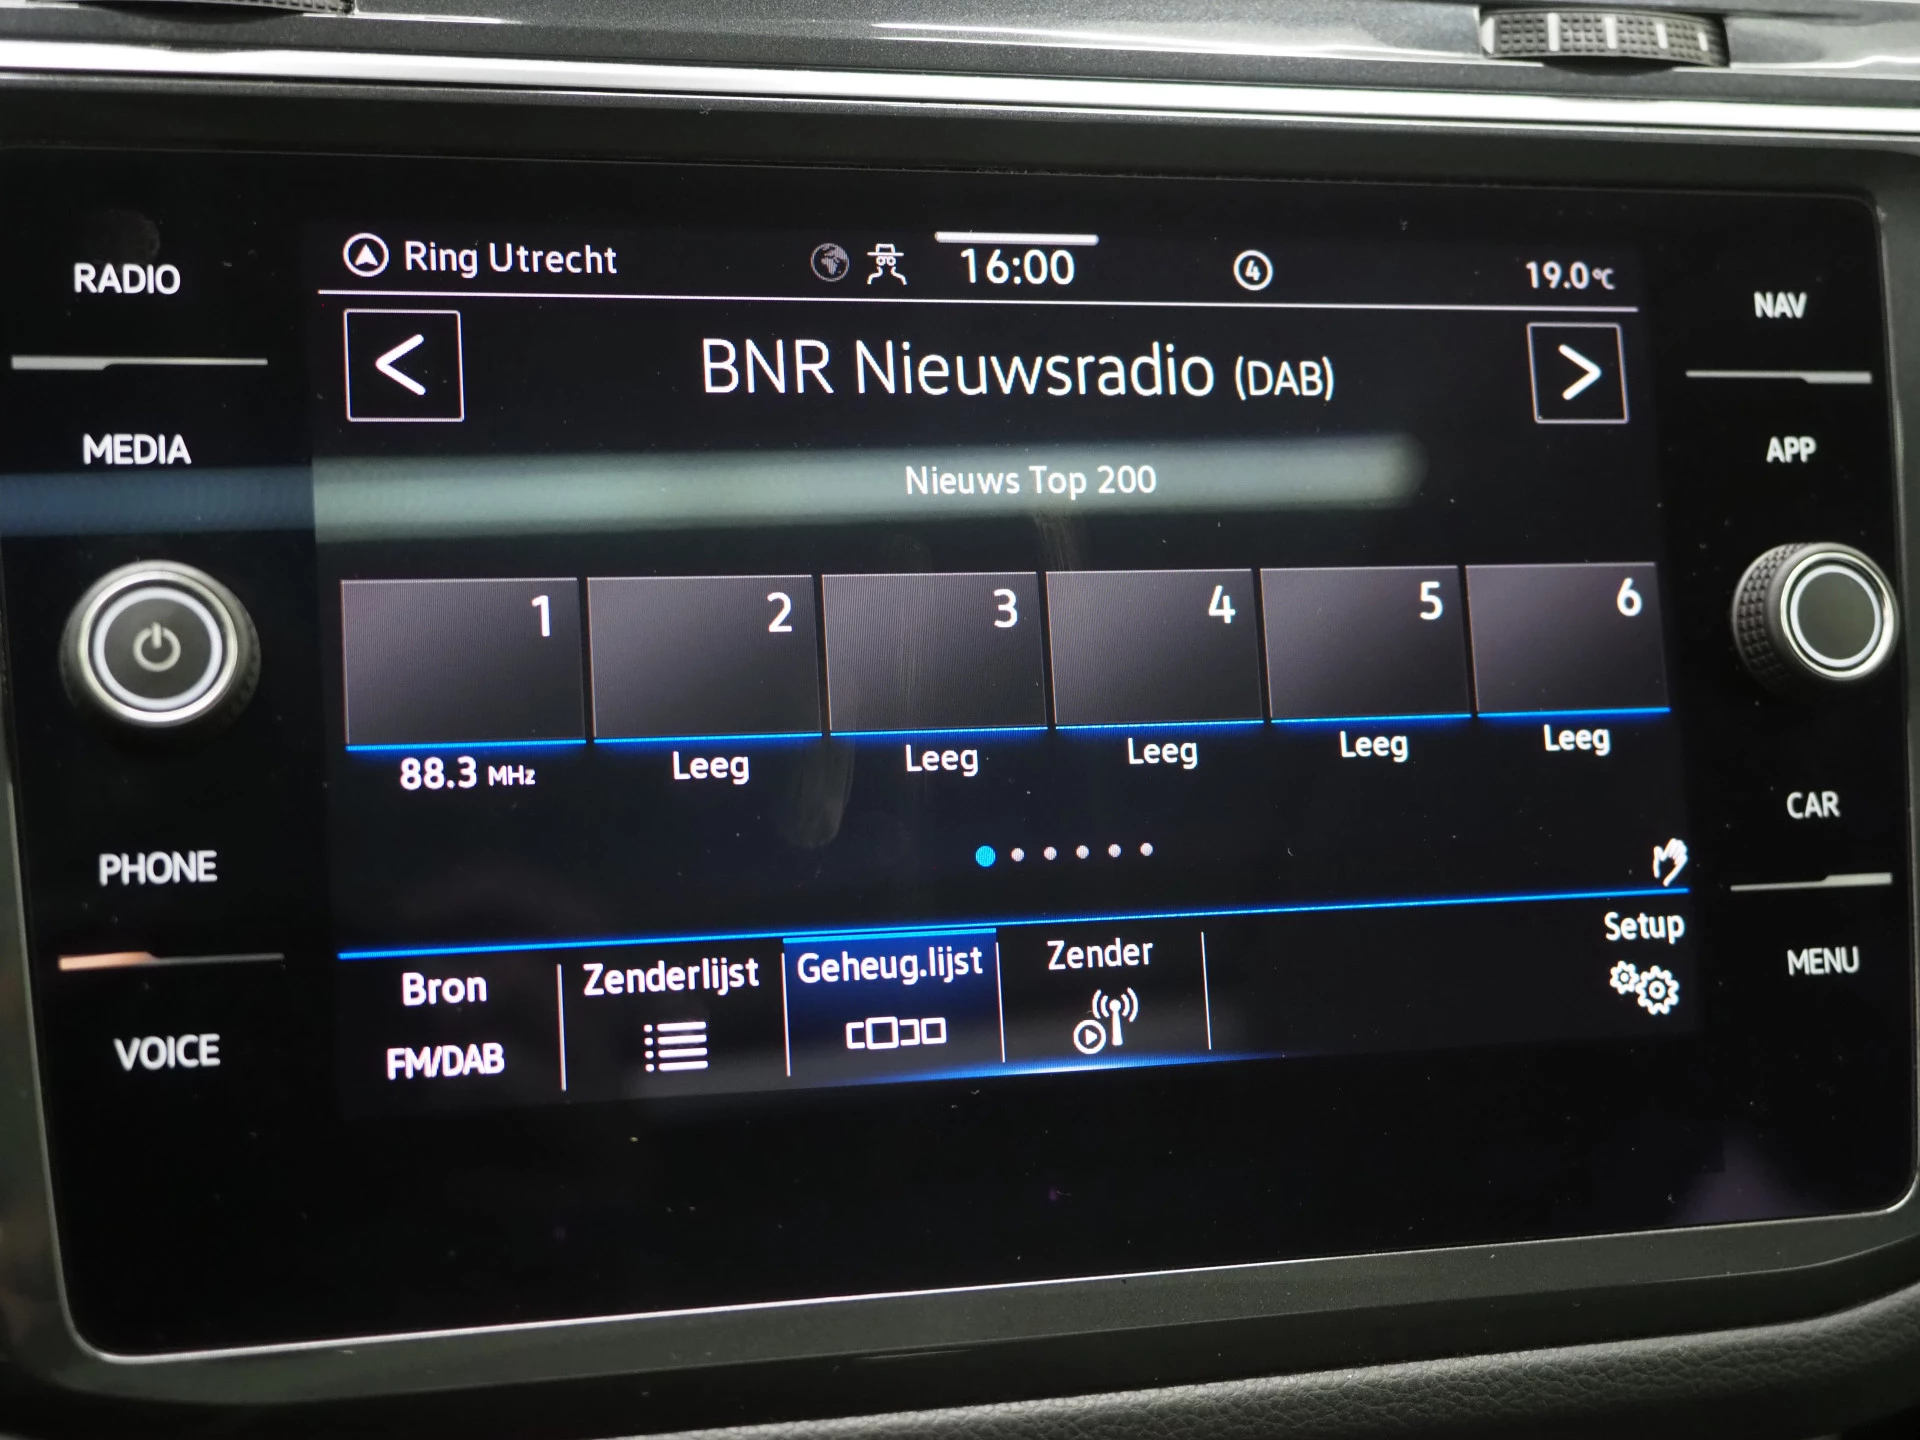 RADIO
MEDIA
PHONE
VOICE
Ring Utrecht
16:00
4
19.0°C
<
BNR Nieuwsradio (DAB)
>
Nieuws Top 200
1
2
3
4
5
6
88.3 MHz
Leeg
Leeg
Leeg
Leeg
Leeg
Bron
FM/DAB
Zenderlijst
Geheug.lijst
Zender
Setup
NAV
APP
CAR
MENU